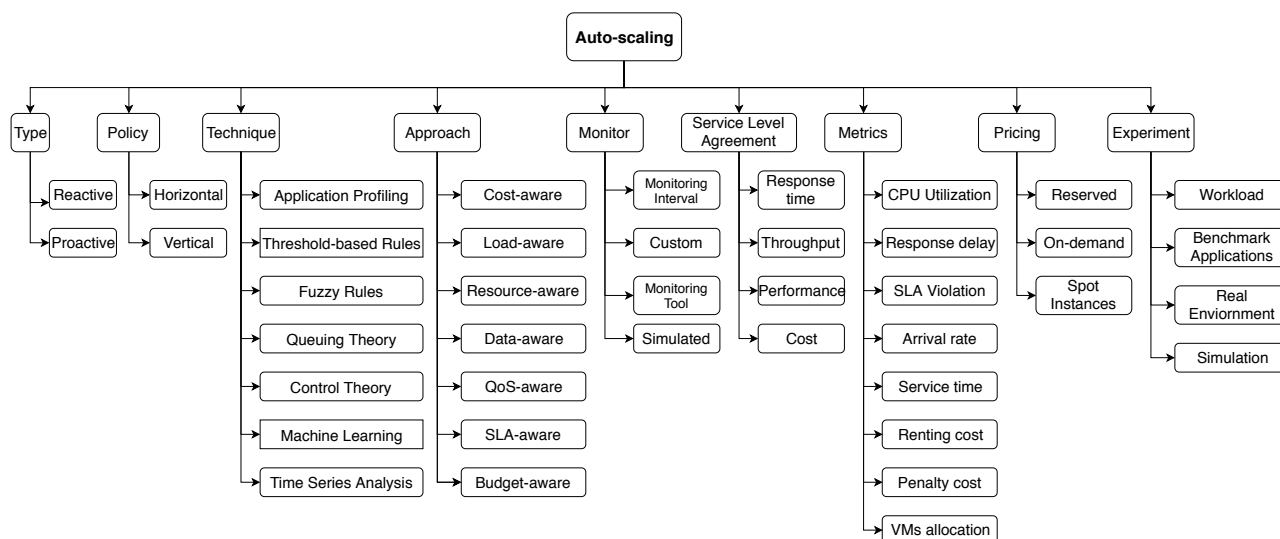 Auto-scaling
Type
Policy
Technique
Approach
Monitor
Service Level
Agreement
Metrics
Pricing
Experiment
Reactive
Proactive
Horizontal
Vertical
Application Profiling
Threshold-based Rules
Fuzzy Rules
Queuing Theory
Control Theory
Machine Learning
Time Series Analysis
Cost-aware
Load-aware
Resource-aware
Data-aware
QoS-aware
SLA-aware
Budget-aware
Monitoring
Interval
Custom
Monitoring
Tool
Simulated
Response
time
Throughput
Performance
Cost
CPU Utilization
Response delay
SLA Violation
Arrival rate
Service time
Renting cost
Penalty cost
VMs allocation
Reserved
On-demand
Spot
Instances
Workload
Benchmark
Applications
Real
Enviornment
Simulation